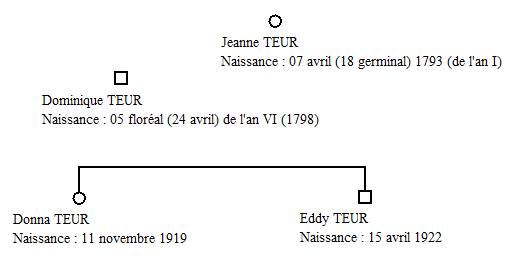 Jeanne TEUR
Naissance : 07 avril (18 germinal) 1793 (de l'an I)
Dominique TEUR
Naissance : 05 floréal (24 avril) de l'an VI (1798)
Donna TEUR
Naissance : 11 novembre 1919
Eddy TEUR
Naissance : 15 avril 1922